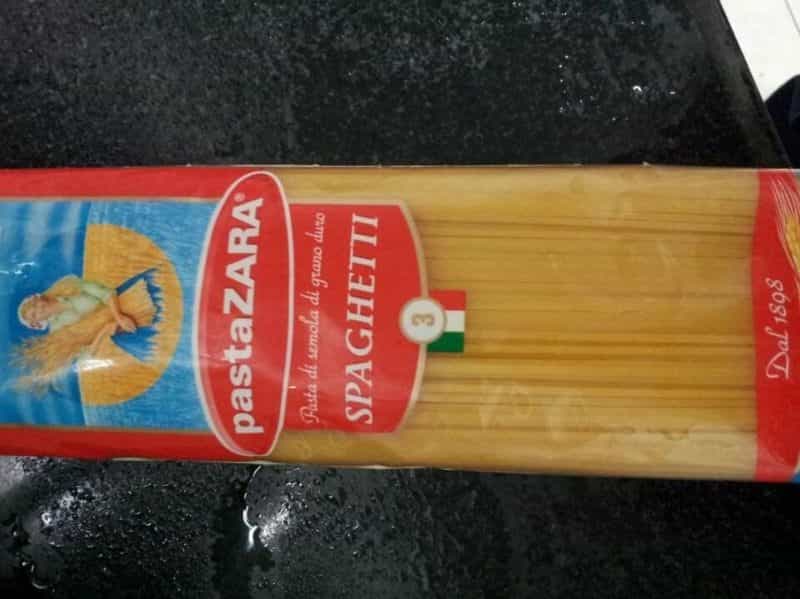 pastaZARA®
Pasta di semola di grano duro
SPAGHETTI
3
Dal 1898